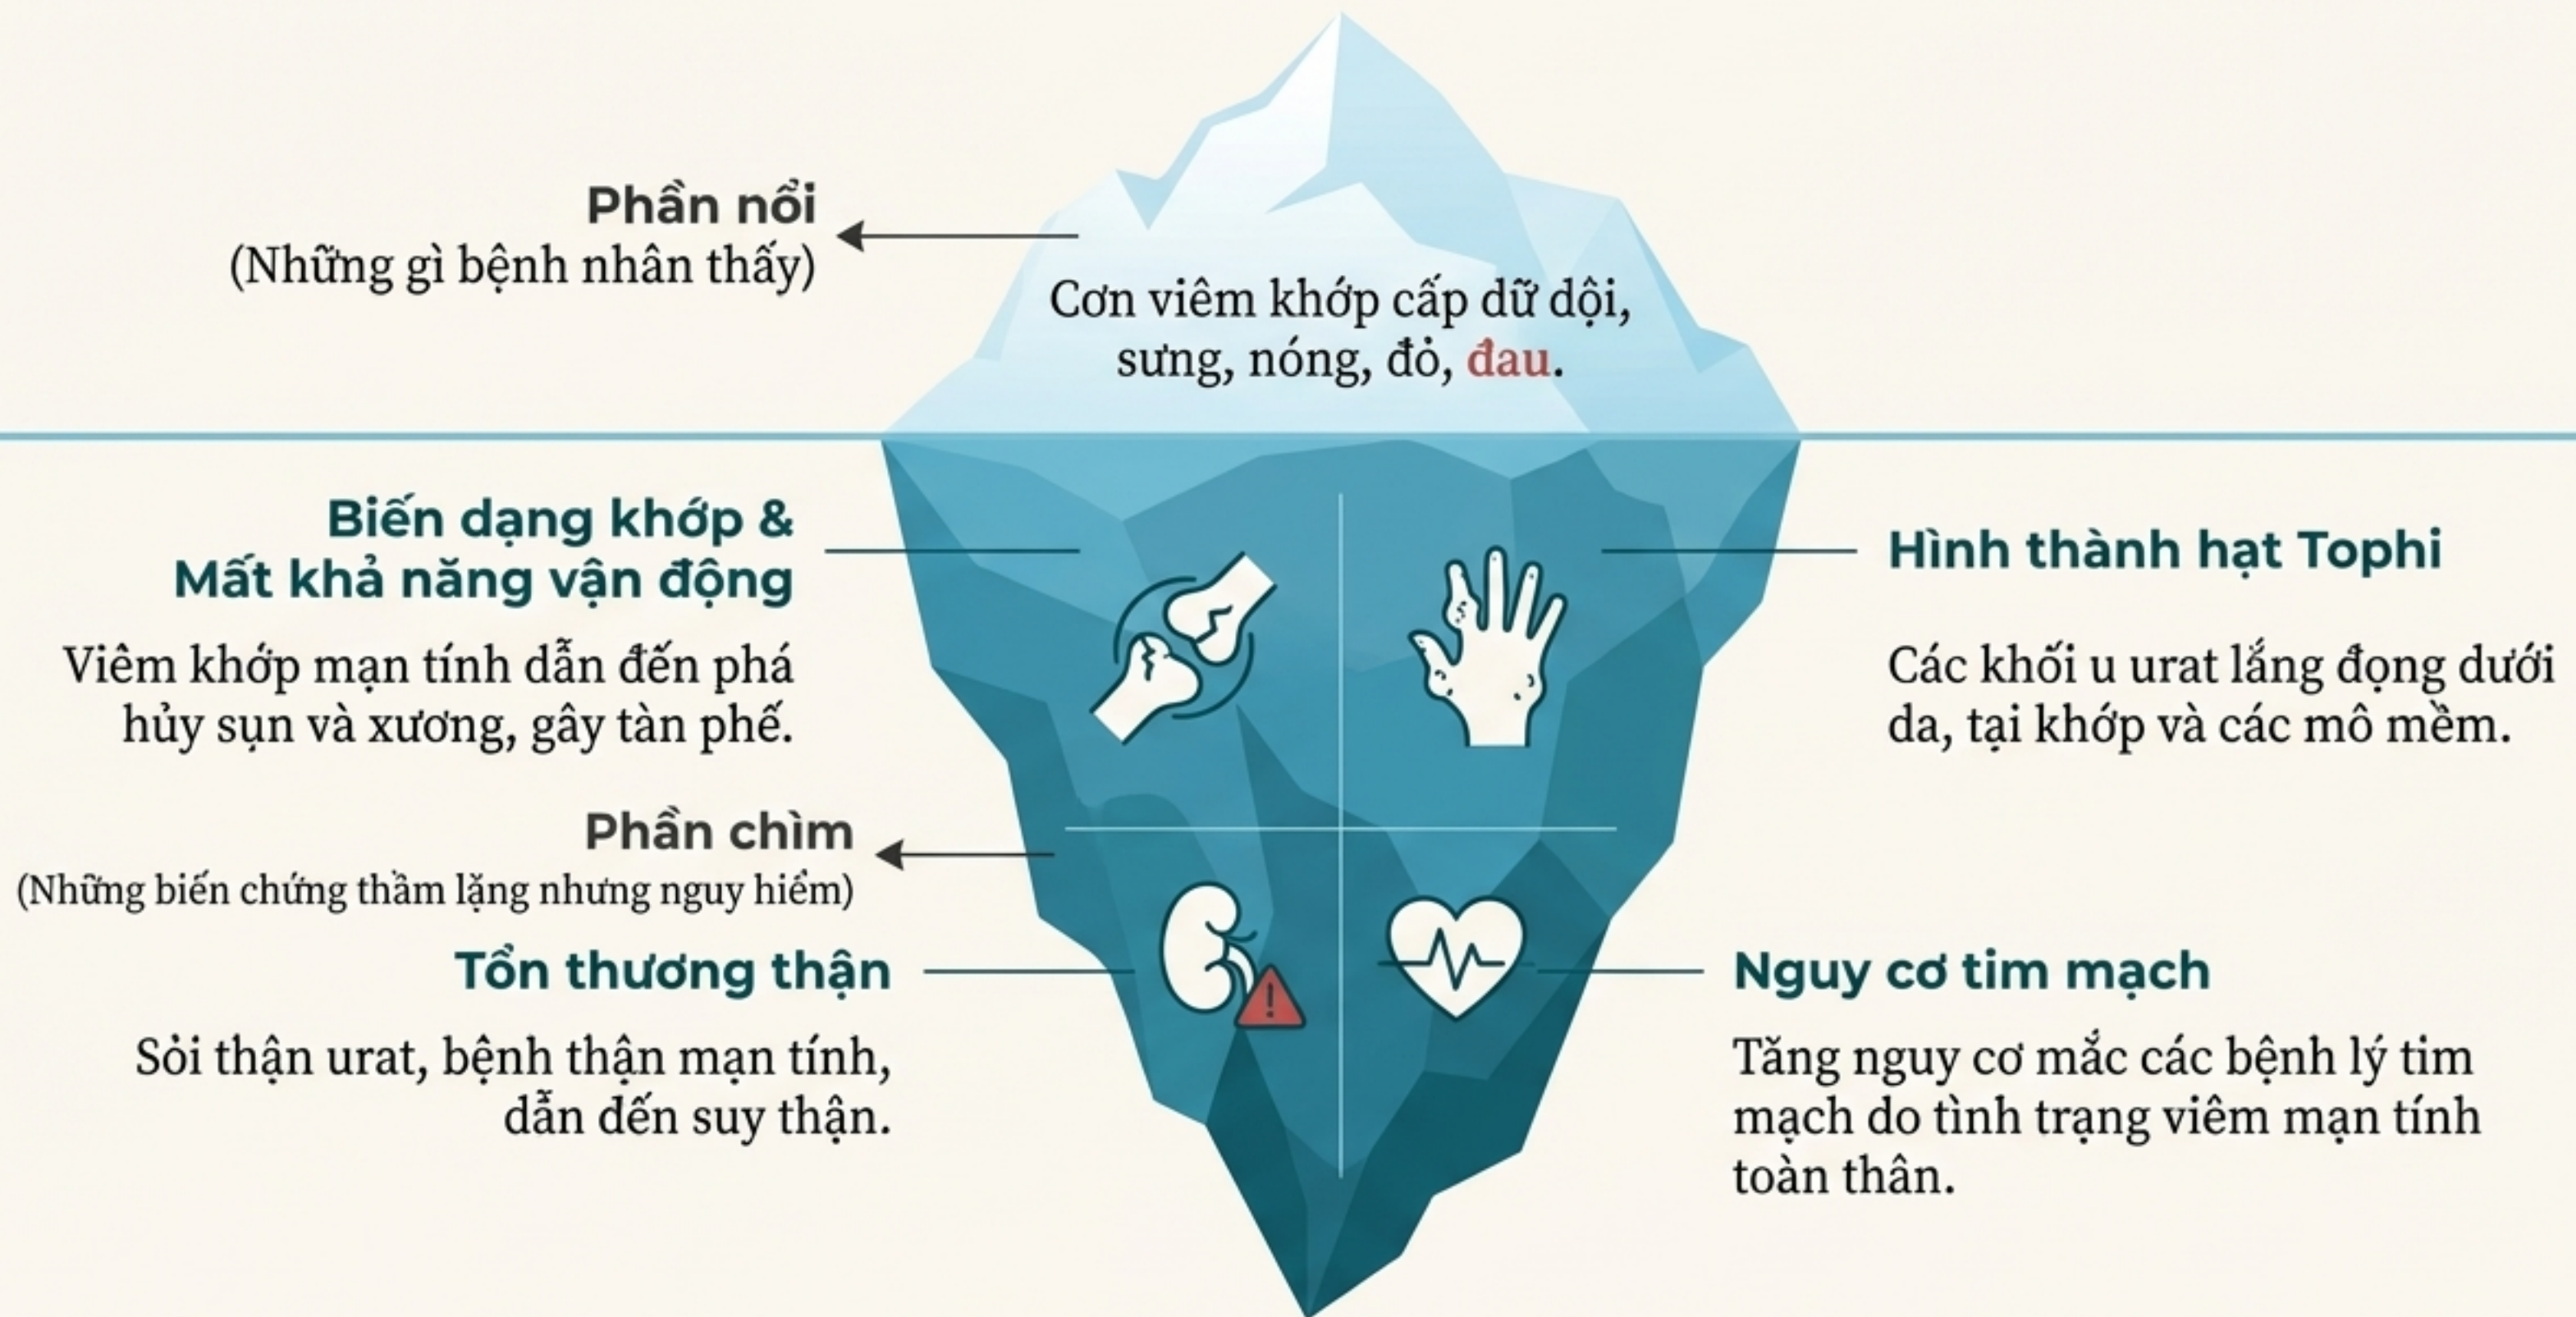 Phần nổi
(Những gì bệnh nhân thấy)
Cơn viêm khớp cấp dữ dội,
sưng, nóng, đỏ, đau.
Biến dạng khớp &
Mất khả năng vận động
Viêm khớp mạn tính dẫn đến phá
hủy sụn và xương, gây tàn phế.
Hình thành hạt Tophi
Các khối u urat lắng đọng dưới
da, tại khớp và các mô mềm.
Phần chìm
(Những biến chứng thầm lặng nhưng nguy hiểm)
Tổn thương thận
Sỏi thận urat, bệnh thận mạn tính,
dẫn dến suy thận.
Nguy cơ tim mạch
Tăng nguy cơ mắc các bệnh lý tim
mạch do tình trạng viêm mạn tính
toàn thân.